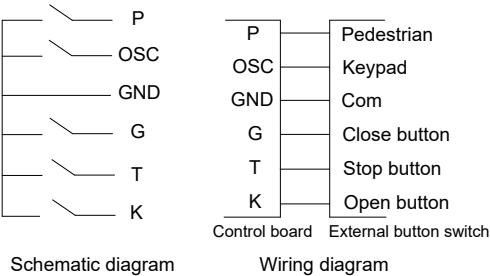 P
OSC
GND
G
T
K
Schematic diagram
P Pedestrian
OSC Keypad
GND Com
G Close button
T Stop button
K Open button
Control board External button switch
Wiring diagram